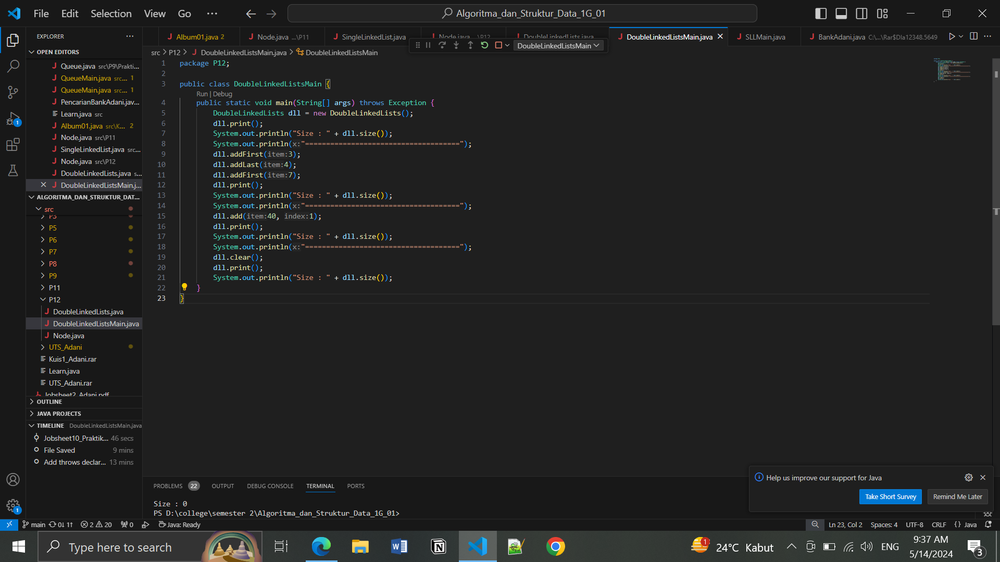 File Edit Selection View Go ··· Algoritma_dan_Struktur_Data_1G_01
EXPLORER ···
OPEN EDITORS
Queue.java src\P9\Prakti...
QueueMain.java src... 1
QueueMain.java src... 1
PencarianBankAdani.jav...
Learn,java src
Album01.java src\K... 2
Node.java src\P11
SingleLinkedList.java src...
Node.java src\P12
DoubleLinkedLists.java s...
DoubleLinkedListsMain.j...
ALGORITMA_DAN_STRUKTUR_DAT...
src
P3
P5
P6
P7
P8
P9
P11
P12
DoubleLinkedLists.java
DoubleLinkedListsMain.java
Node.java
UTS_Adani
Kuis1_Adani.rar
Learn,java
UTS_Adani.rar
Jobsheet2_Adani.pdf
OUTLINE
JAVA PROJECTS
TIMELINE DoubleLinkedListsMain.java
Jobsheet10_Praktik... 46 secs
File Saved 9 mins
Add throws declar... 13 mins
Album01.java 2 Node.java ...\P11 SingleLinkedList.java Node.java ...\P12 DoubleLinkedLists.java DoubleLinkedListsMain.java SLLMain.java BankAdani.java C:\...\Rar$DIa12348.5649
DoubleLinkedListsMain
src > P12 > DoubleLinkedListsMain.java > DoubleLinkedListsMain
1 package P12;
2
3 public class DoubleLinkedListsMain {
Run | Debug
4 public static void main(String[] args) throws Exception {
5 DoubleLinkedLists dll = new DoubleLinkedLists();
6 dll.print();
7 System.out.println("Size : " + dll.size());
8 System.out.println(x:"=====================================");
9 dll.addFirst(item:3);
10 dll.addLast(item:4);
11 dll.addFirst(item:7);
12 dll.print();
13 System.out.println("Size : " + dll.size());
14 System.out.println(x:"=====================================");
15 dll.add(item:40, index:1);
16 dll.print();
17 System.out.println("Size : " + dll.size());
18 System.out.println(x:"=====================================");
19 dll.clear();
20 dll.print();
21 System.out.println("Size : " + dll.size());
22 }
23 }
PROBLEMS 22 OUTPUT DEBUG CONSOLE TERMINAL PORTS
Size : 0
PS D:\college\semester 2\Algoritma_dan_Struktur_Data_1G_01>
Help us improve our support for Java
Take Short Survey Remind Me Later
1
1
main 0↓ 1↑ 2 20 0 Java: Ready Ln 23, Col 2 Spaces: 4 UTF-8 CRLF {} Java
Type here to search 1 24°C Kabut ENG 9:37 AM
5/14/2024 3